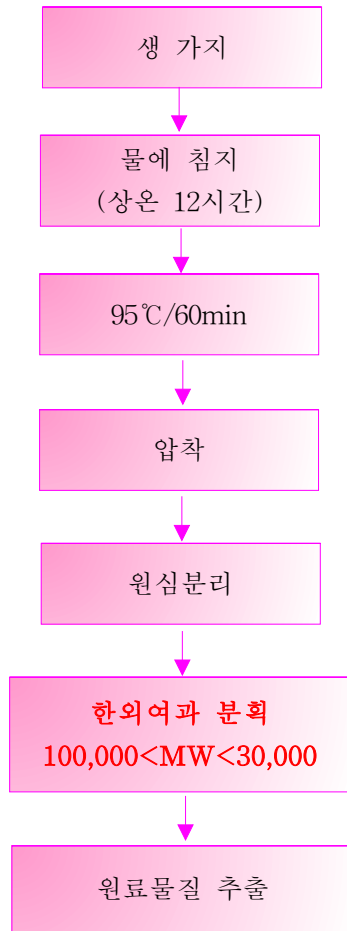 생 가지
물에 침지
(상온 12시간)
95℃/60min
압착
원심분리
한외여과 분획
100,000<MW<30,000
원료물질 추출